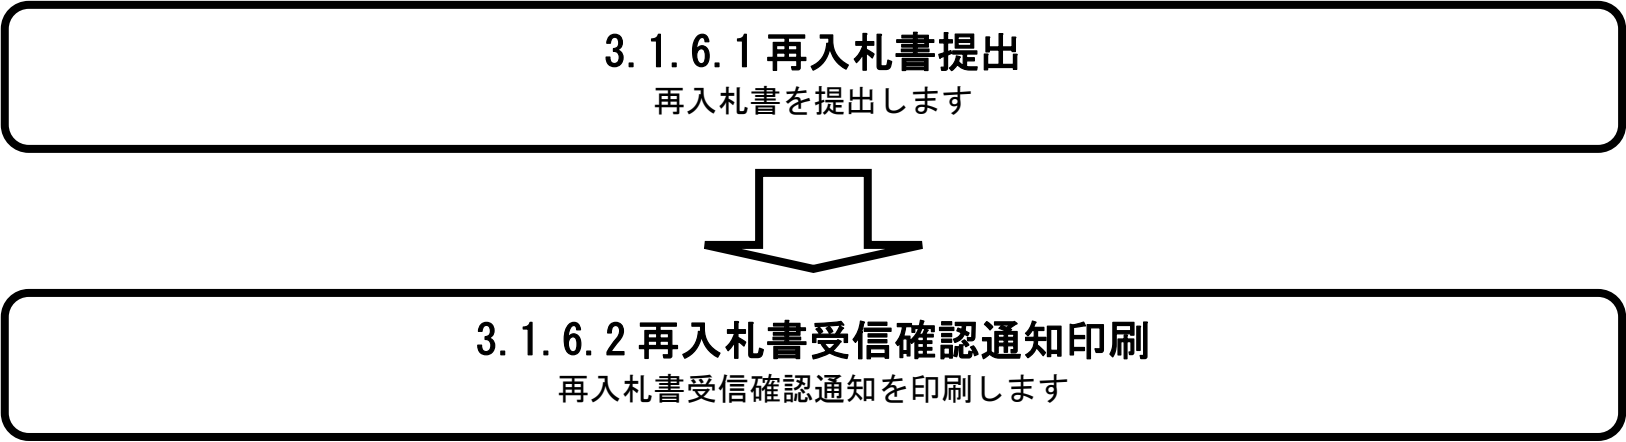 3.1.6.1 再入札書提出
再入札書を提出します
3.1.6.2 再入札書受信確認通知印刷
再入札書受信確認通知を印刷します